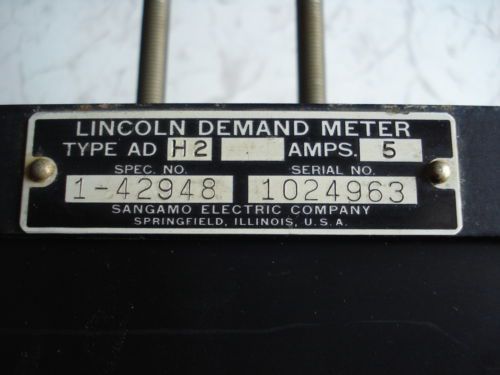 LINCOLN DEMAND METER
TYPE AD H2 AMPS. 5
SPEC. NO. SERIAL NO.
1-42948 1024963
SANGAMO ELECTRIC COMPANY
SPRINGFIELD, ILLINOIS, U.S.A.